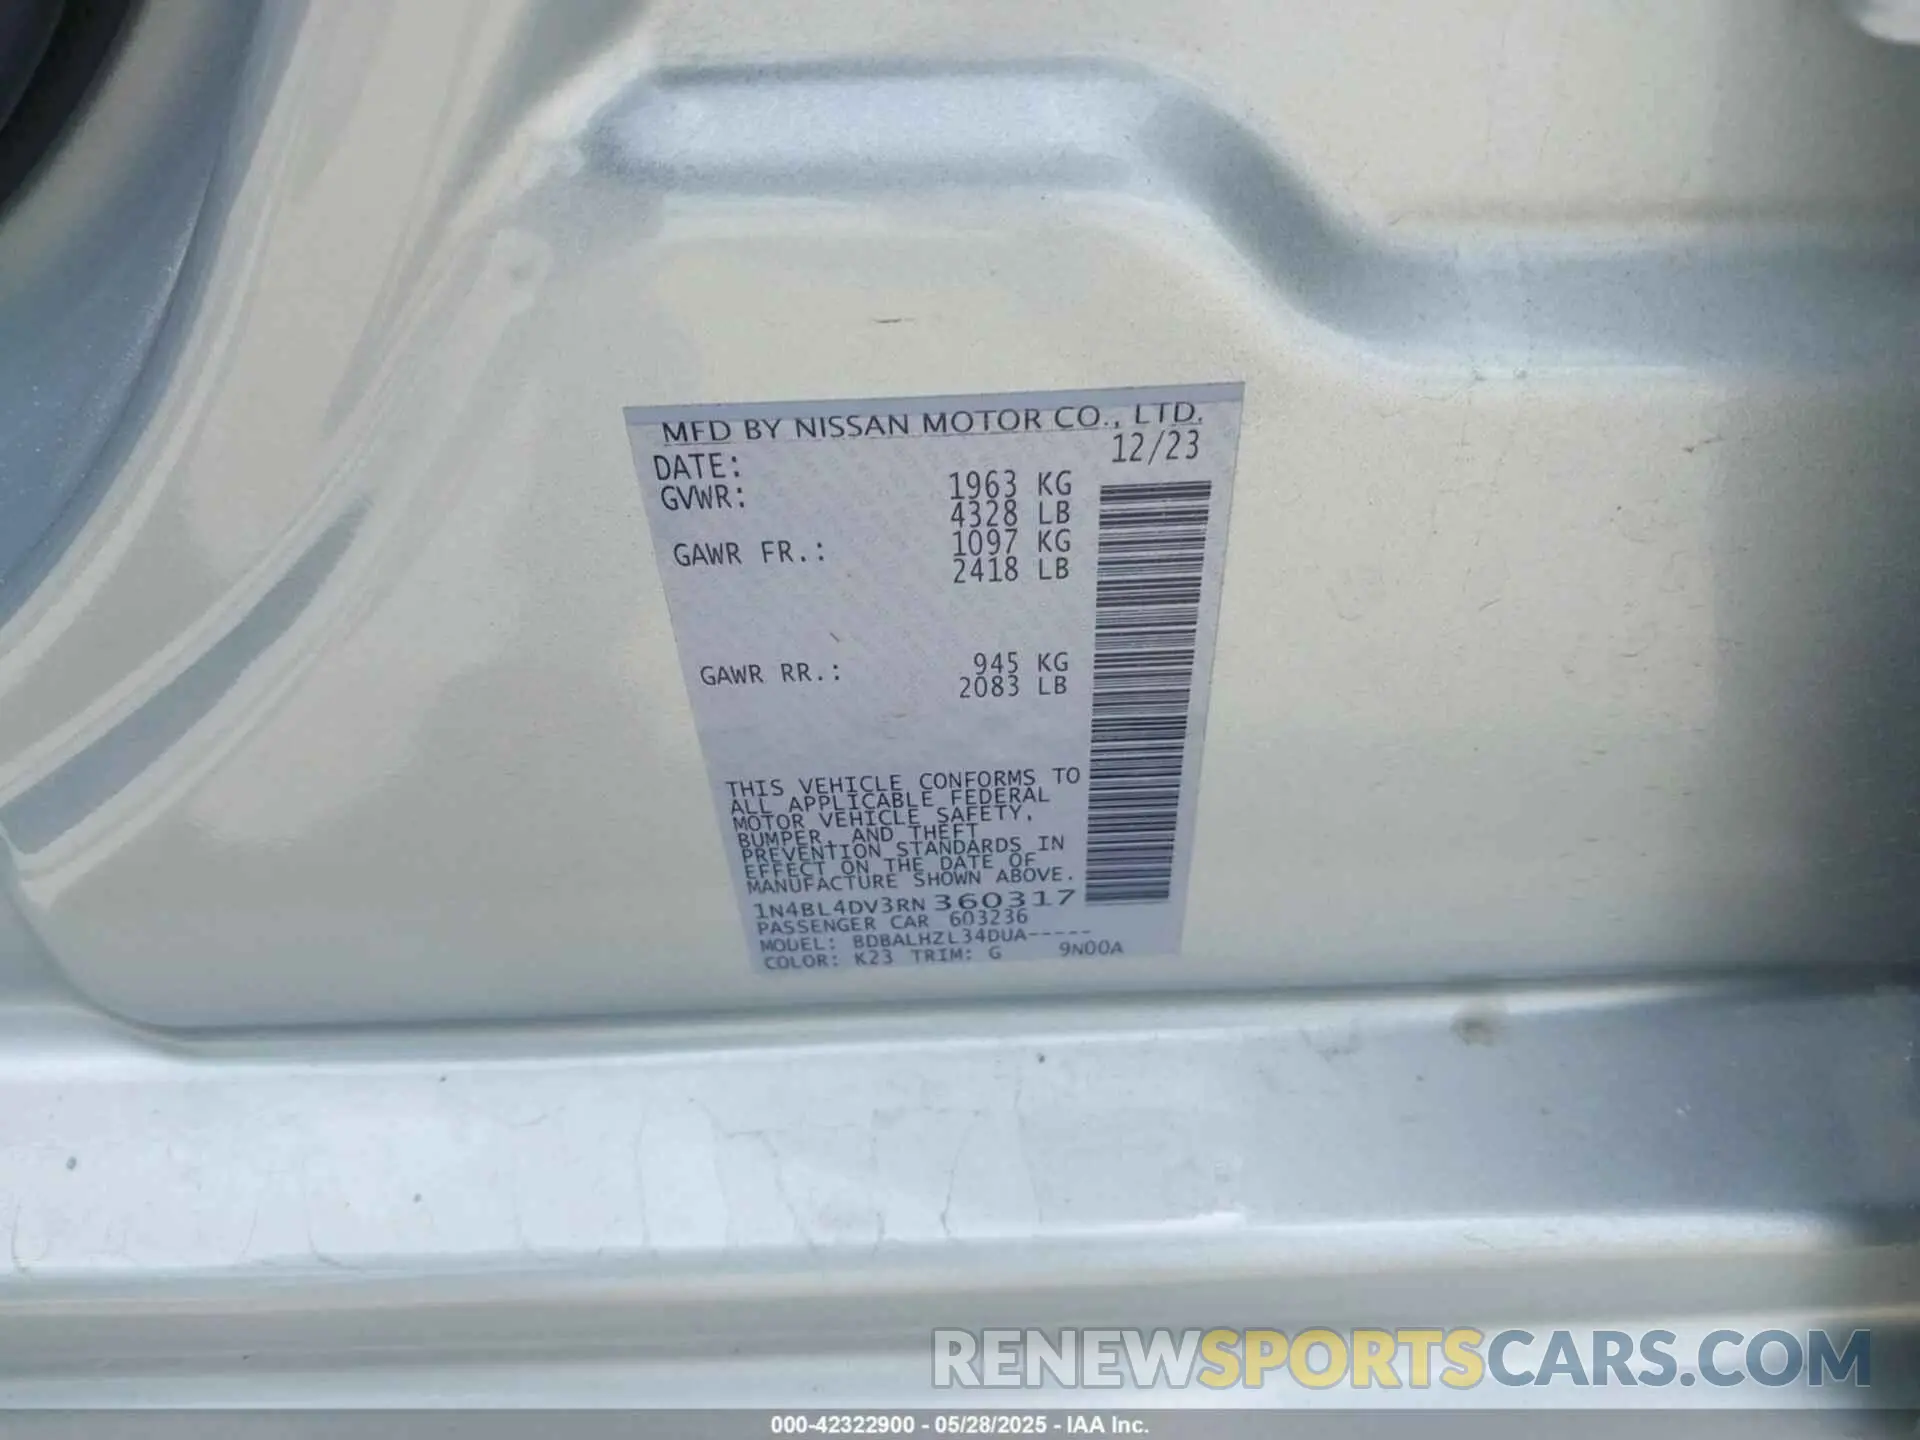 MFD BY NISSAN MOTOR CO., LTD.
DATE: 12/23
GVWR: 1963 KG
4328 LB
GAWR FR.: 1097 KG
2418 LB
GAWR RR.: 945 KG
2083 LB
THIS VEHICLE CONFORMS TO
ALL APPLICABLE FEDERAL
MOTOR VEHICLE SAFETY,
BUMPER, AND THEFT
PREVENTION STANDARDS IN
EFFECT ON THE DATE OF
MANUFACTURE SHOWN ABOVE.
1N4BL4DV3RN360317
PASSENGER CAR 603236
MODEL: BDBALHZL34DUA-----
COLOR: K23 TRIM: G 9N00A
RENEWSPORTSCARS.COM
000-42322900 - 05/28/2025 - IAA Inc.